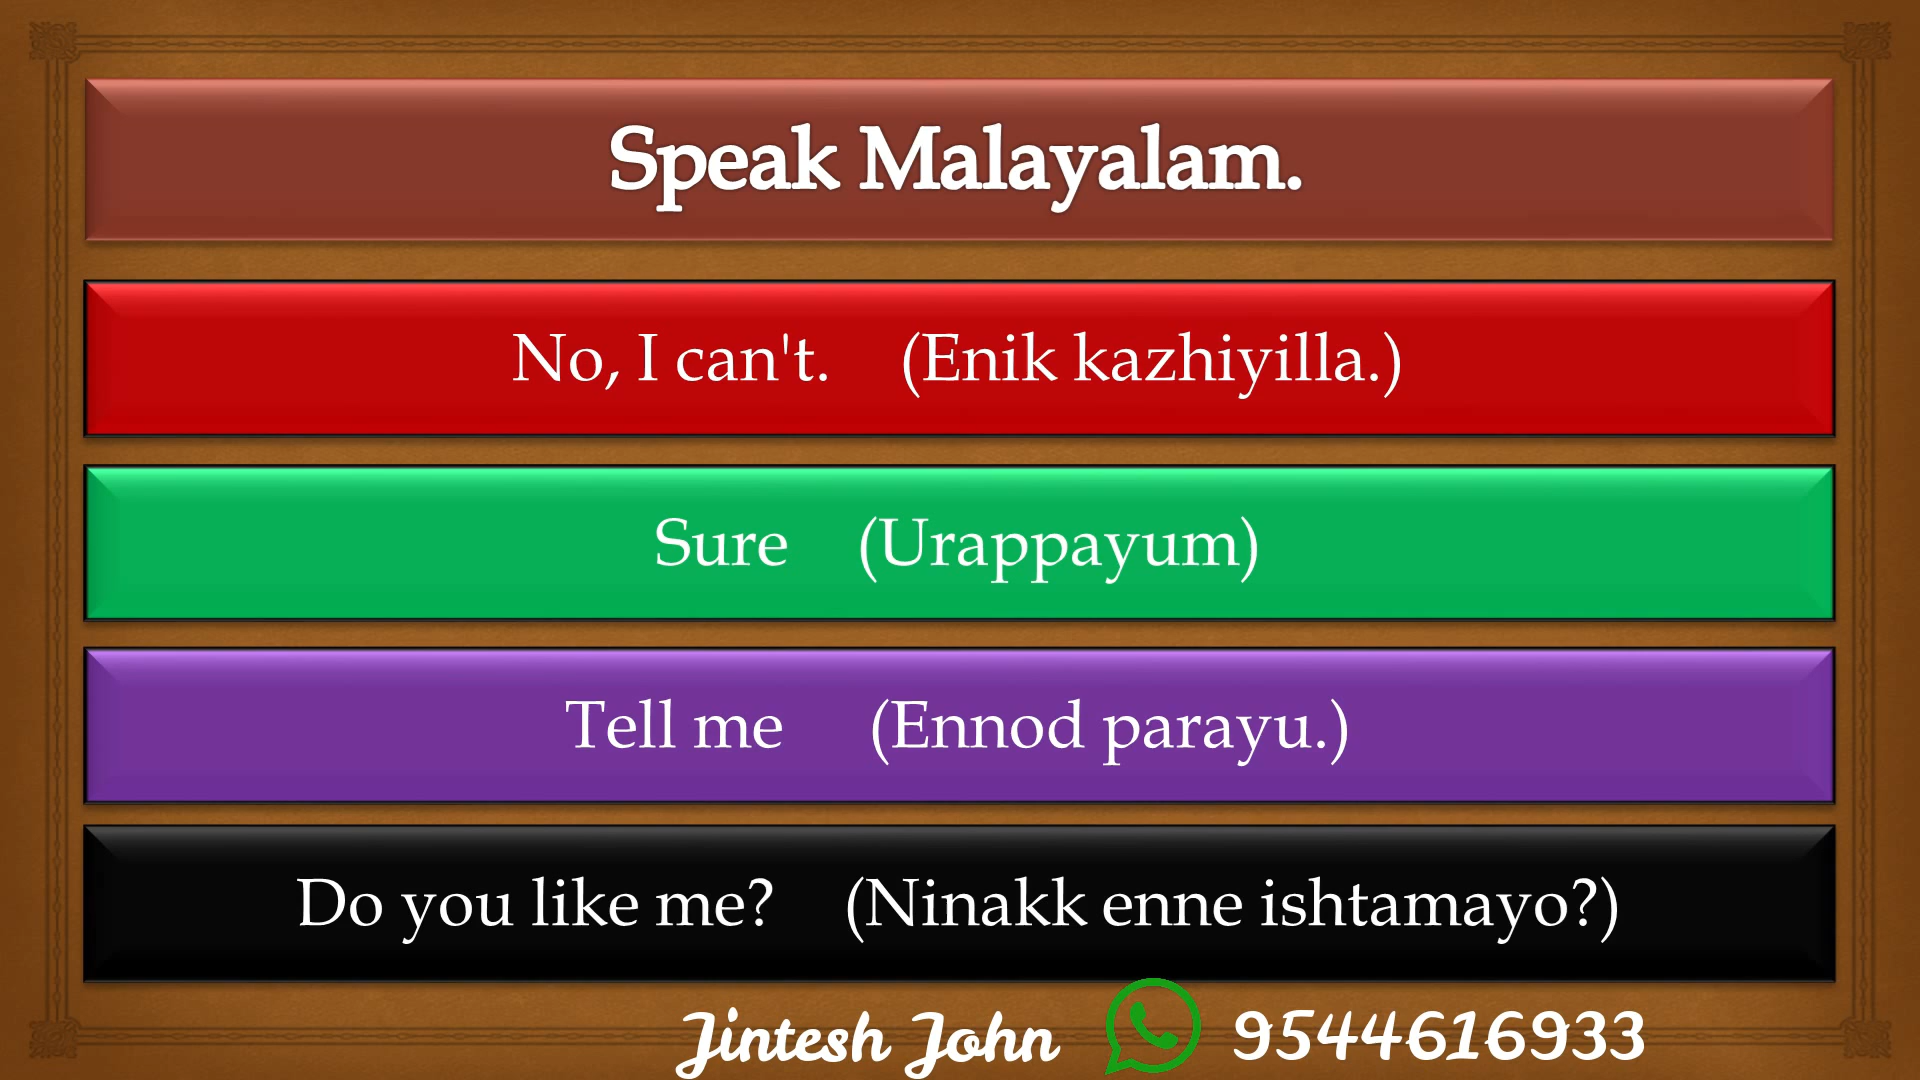 Speak Malayalam.
No, I can't. (Enik kazhiyilla.)
Sure (Urappayum)
Tell me (Ennod parayu.)
Do you like me? (Ninakk enne ishtamayo?)
Jintesh John 9544616933